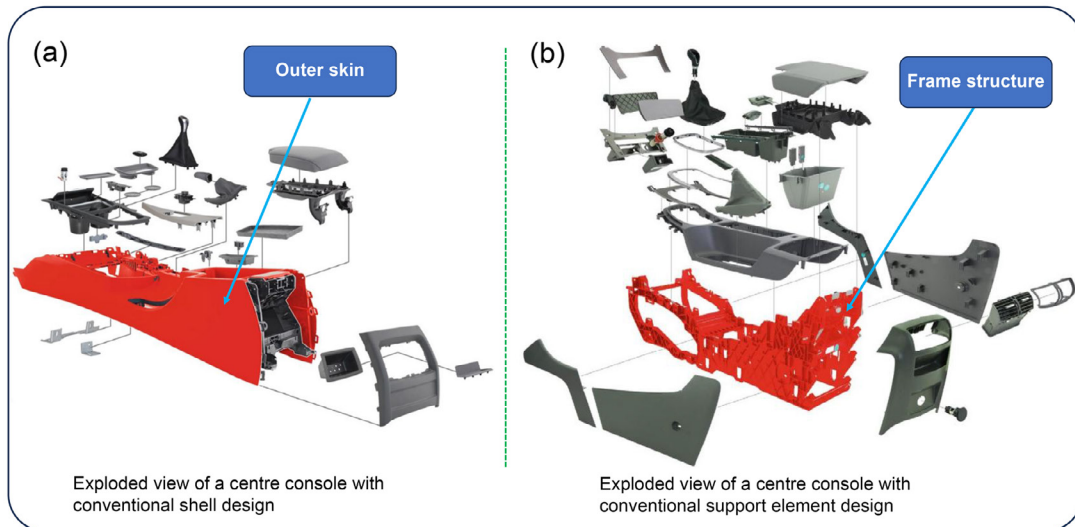 (a)
Outer skin
Exploded view of a centre console with
conventional shell design
(b)
Frame structure
Exploded view of a centre console with
conventional support element design